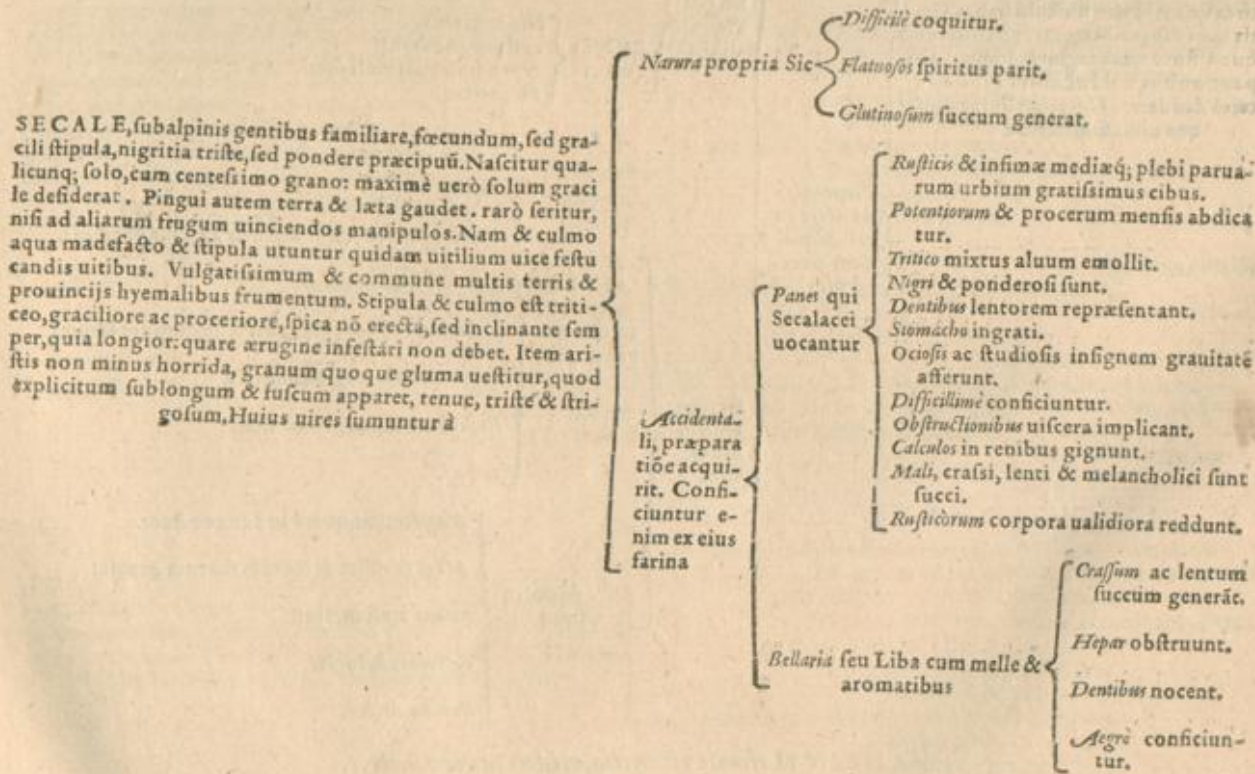 SECALE, ſubalpinis gentibus familiare, fœcundum, ſed gra-
cili ſtipula, nigritia triſte, ſed pondere præcipuũ. Naſcitur qua-
licunq; ſolo, cum centeſsimo grano: maximè uerò ſolum graci
le deſiderat. Pingui autem terra & læta gaudet. rarò ſeritur,
niſi ad aliarum frugum uinciendos manipulos. Nam & culmo
aqua madefacto & ſtipula utuntur quidam uitilium uice feſtu
candis uitibus. Vulgatiſsimum & commune multis terris &
prouincijs hyemalibus frumentum. Stipula & culmo eſt triti-
ceo, graciliore ac proceriore, ſpica nõ erecta, ſed inclinante ſem
per, quia longior: quare ærugine infeſtari non debet. Item ari-
ſtis non minus horrida, granum quoque gluma ueſtitur, quod
explicitum ſublongum & fuſcum apparet, tenue, triſte & ſtri-
goſum. Huius uires ſumuntur à
Narura propria Sic
Difficilè coquitur.
Flatuoſos ſpiritus parit.
Glutinoſum ſuccum generat.
Accidenta-
li, præpara
tiõe acqui-
rit. Confi-
ciuntur e-
nim ex eius
farina
Panes qui
Secalacei
uocantur
Ruſticis & infimæ mediæq́; plebi parua-
rum urbium gratiſsimus cibus.
Potentiorum & procerum menſis abdica
tur.
Tritico mixtus aluum emollit.
Nigri & ponderoſi ſunt.
Dentibus lentorem repræſentant.
Stomacho ingrati.
Ocioſis ac ſtudioſis inſignem grauitatẽ
afferunt.
Difficillimè conficiuntur.
Obſtructionibus uiſcera implicant.
Calculos in renibus gignunt.
Mali, craſsi, lenti & melancholici ſunt
ſucci.
Ruſticorum corpora ualidiora reddunt.
Bellaria ſeu Liba cum melle &
aromatibus
Craſſum ac lentum
ſuccum generãt.
Hepar obſtruunt.
Dentibus nocent.
Aegrè conficiun-
tur.